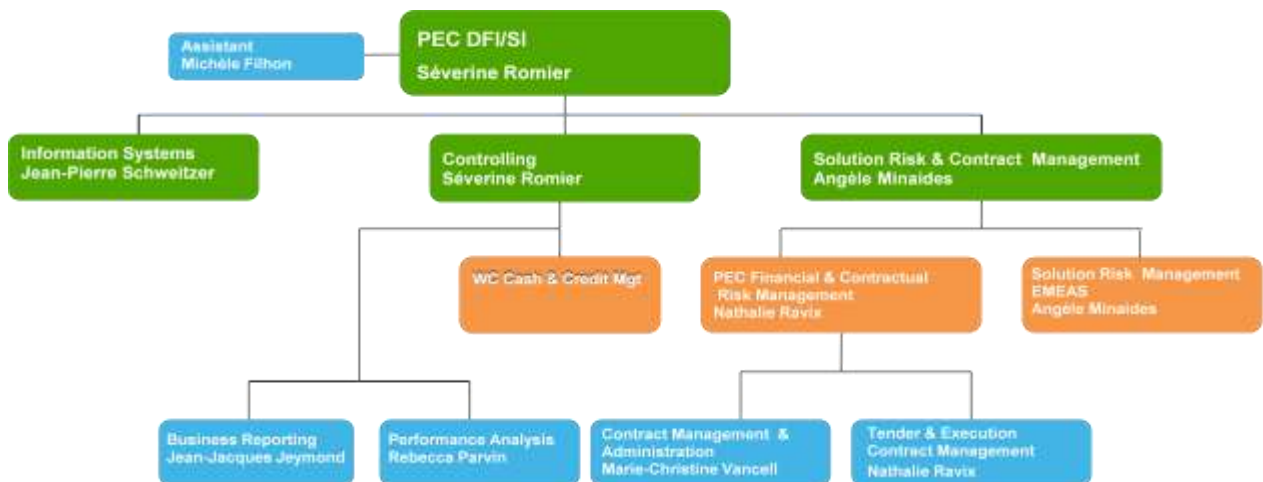 Assistant
Michèle Filhon
PEC DFI/SI
Séverine Romier
Information Systems
Jean-Pierre Schweitzer
Controlling
Séverine Romier
Solution Risk & Contract Management
Angèle Minaides
WC Cash & Credit Mgt
PEC Financial & Contractual
Risk Management
Nathalie Ravix
Solution Risk Management
EMEAS
Angèle Minaides
Business Reporting
Jean-Jacques Jeymond
Performance Analysis
Rebecca Parvin
Contract Management &
Administration
Marie-Christine Vancell
Tender & Execution
Contract Management
Nathalie Ravix